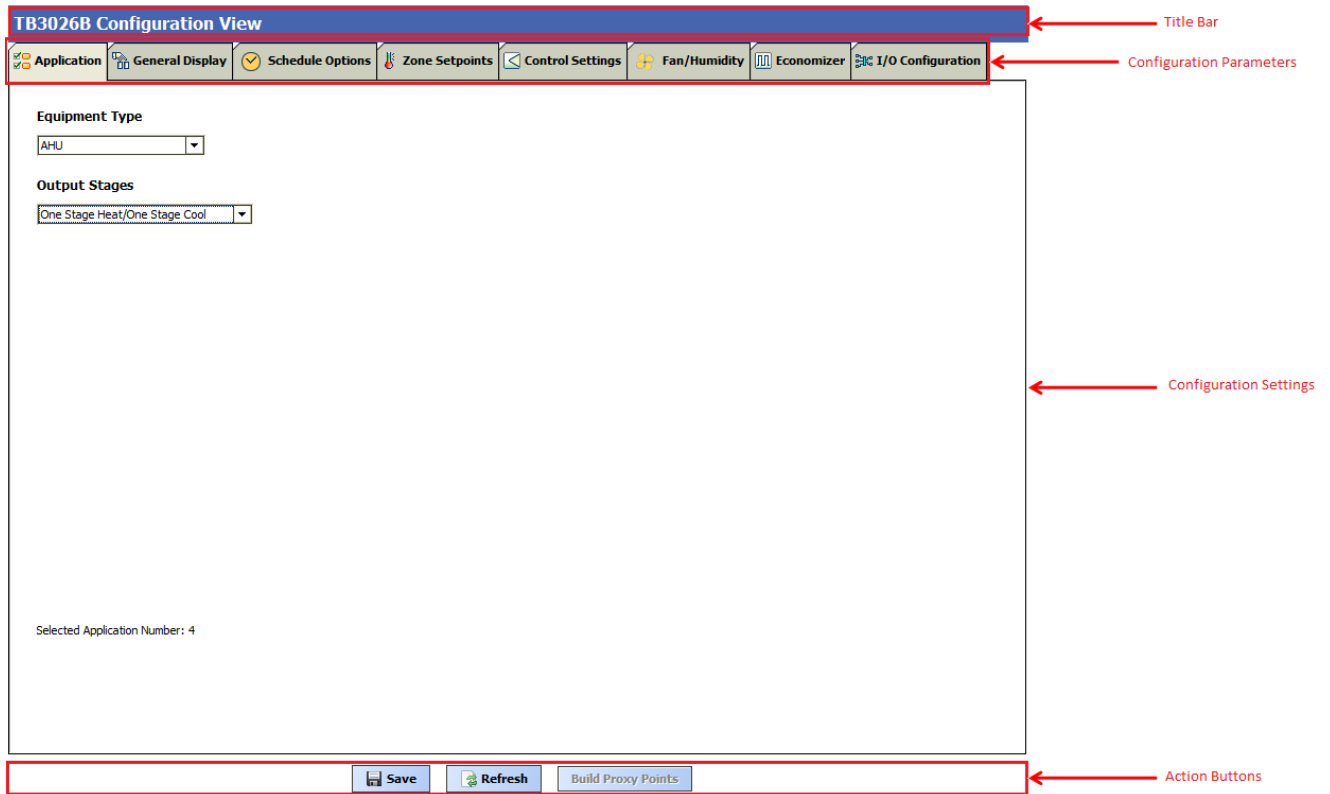 TB3026B Configuration View
Title Bar
Application General Display Schedule Options Zone Setpoints Control Settings Fan/Humidity Economizer I/O Configuration
Configuration Parameters
Equipment Type
AHU
Output Stages
One Stage Heat/One Stage Cool
Configuration Settings
Selected Application Number: 4
Save Refresh Build Proxy Points
Action Buttons